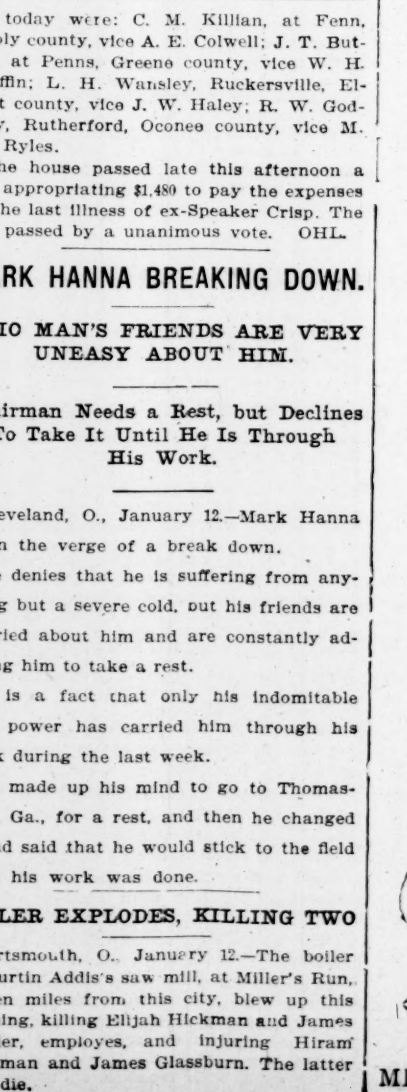 today were: C. M. Killian, at Fenn,
ly county, vice A. E. Colwell; J. T. But-
at Penns, Greene county, vice W. H.
ffin; L. H. Wansley, Ruckersville, El-
t county, vice J. W. Haley; R. W. God-
y, Rutherford, Oconee county, vice M.
Ryles.
he house passed late this afternoon a
appropriating $1,480 to pay the expenses
he last illness of ex-Speaker Crisp. The
passed by a unanimous vote. OHL.
RK HANNA BREAKING DOWN.
IO MAN'S FRIENDS ARE VERY
UNEASY ABOUT HIM.
irman Needs a Rest, but Declines
To Take It Until He Is Through
His Work.
eveland, O., January 12.—Mark Hanna
n the verge of a break down.
denies that he is suffering from any-
g but a severe cold, but his friends are
ried about him and are constantly ad-
g him to take a rest.
is a fact that only his indomitable
power has carried him through his
k during the last week.
made up his mind to go to Thomas-
Ga., for a rest, and then he changed
d said that he would stick to the field
his work was done.
LER EXPLODES, KILLING TWO
rtsmouth, O., January 12.—The boiler
urtin Addis's saw mill, at Miller's Run,
en miles from this city, blew up this
ing, killing Elijah Hickman and James
er, employes, and injuring Hiram
man and James Glassburn. The latter
die.